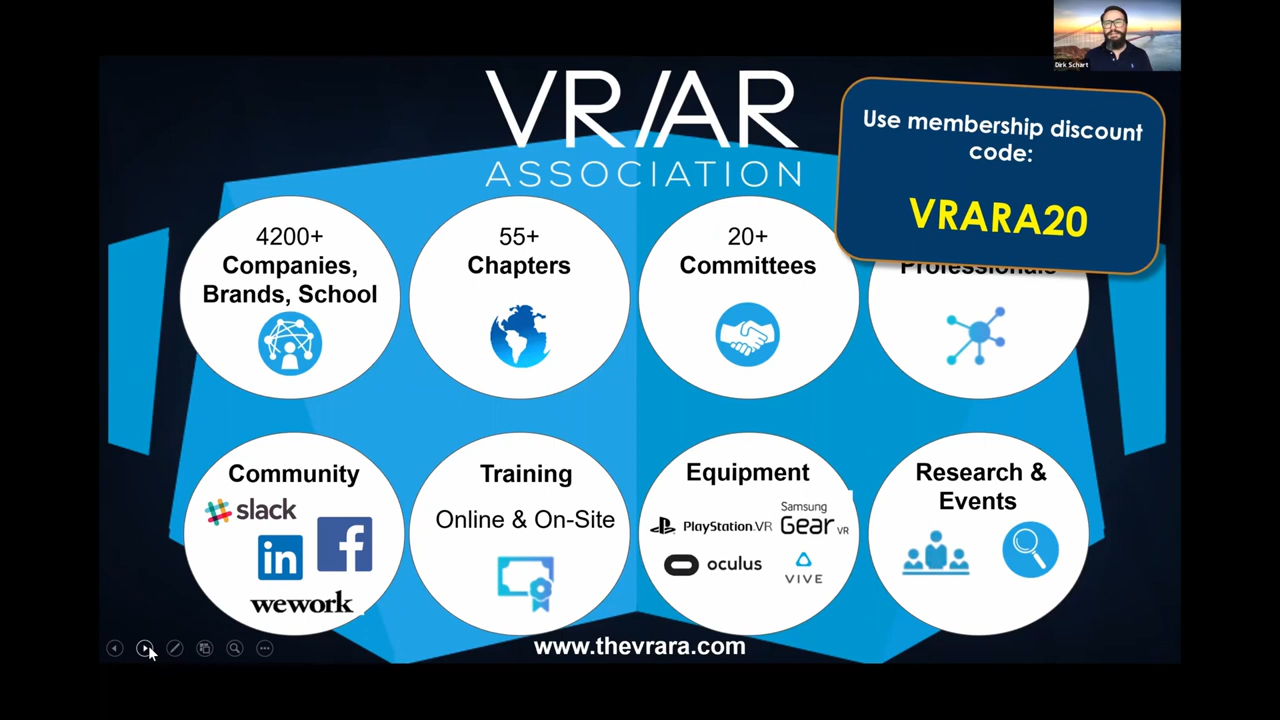 Dirk Schart
VR/AR
ASSOCIATION
Use membership discount
code:
VRARA20
4200+
Companies,
Brands, School
55+
Chapters
20+
Committees
Professionals
Community
slack
in
f
wework
Training
Online & On-Site
Equipment
PlayStation.VR
Samsung
Gear VR
oculus
VIVE
Research &
Events
www.thevrara.com